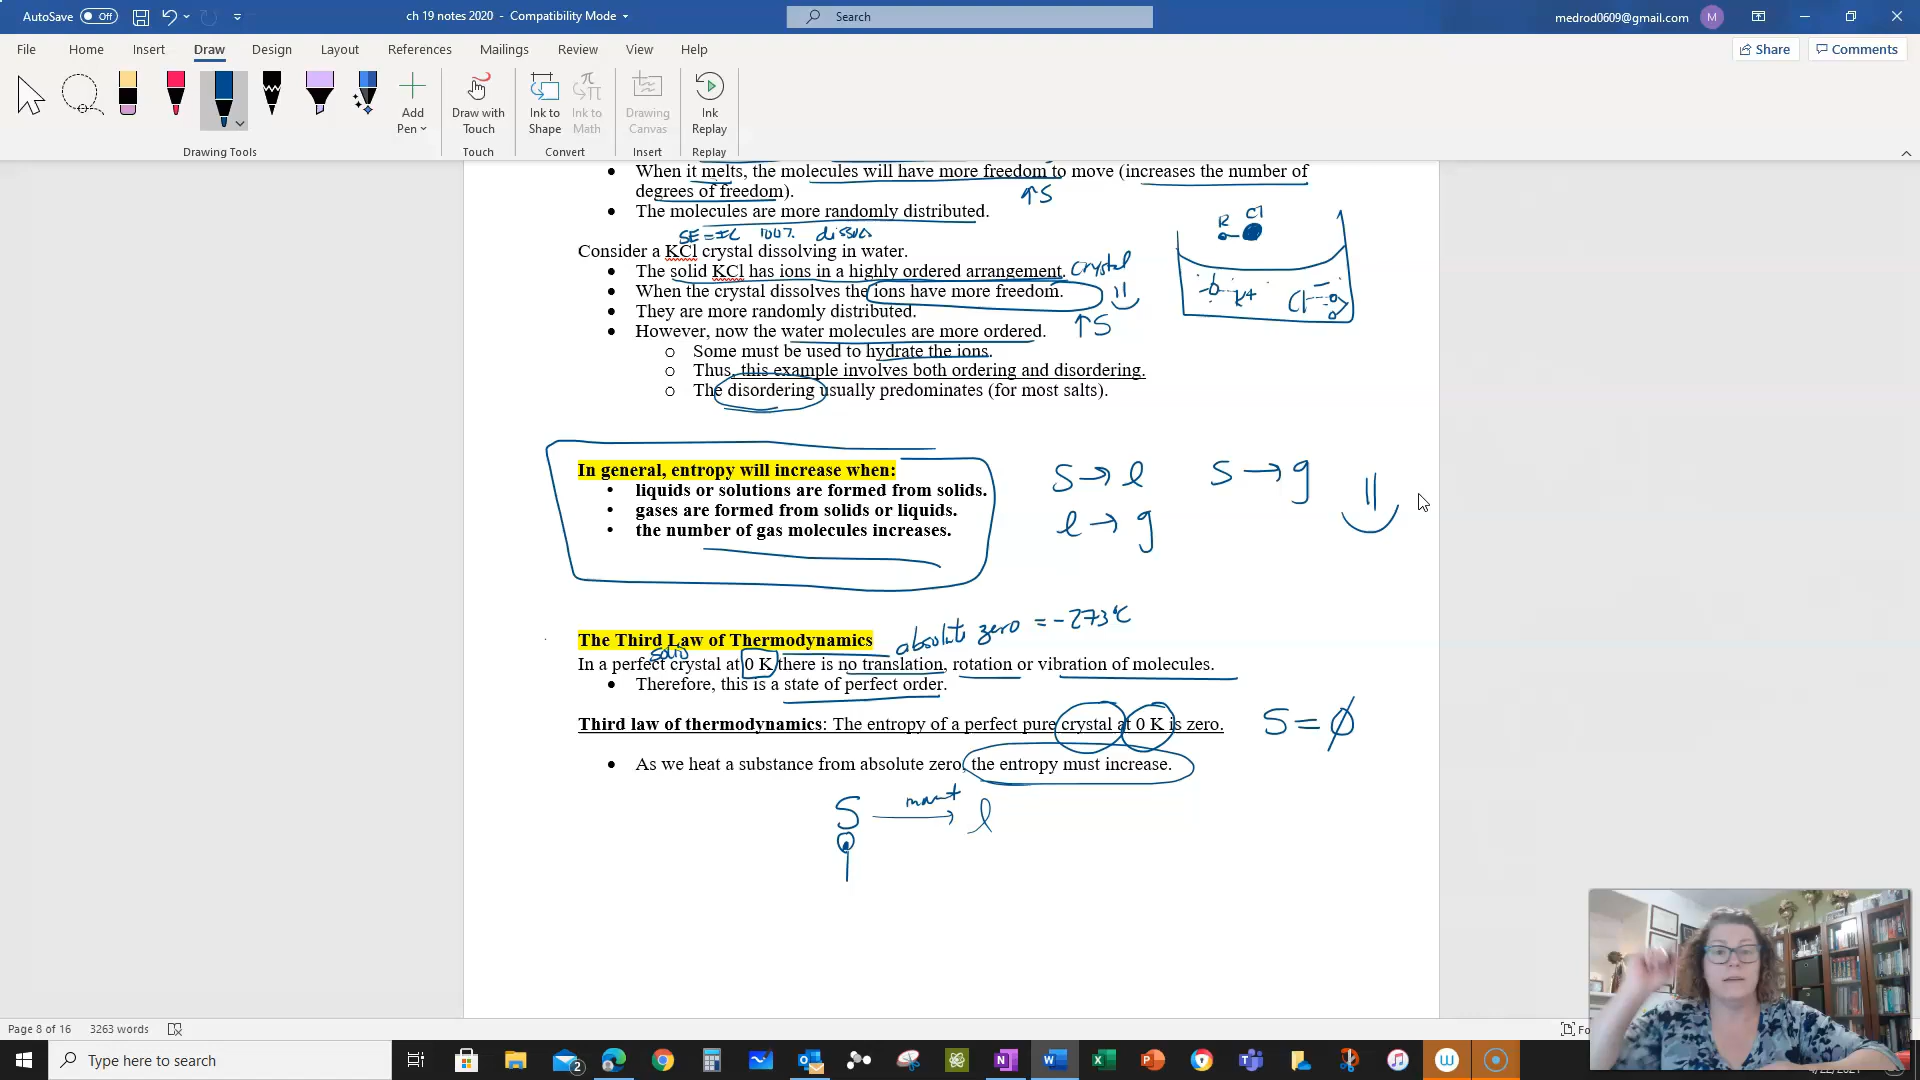 AutoSave Off ch 19 notes 2020 - Compatibility Mode Search medrod0609@gmail.com M
File Home Insert Draw Design Layout References Mailings Review View Help Share Comments
Add Pen Draw with Touch Ink to Shape Ink to Math Drawing Canvas Ink Replay
Drawing Tools Touch Convert Insert Replay
• When it melts, the molecules will have more freedom to move (increases the number of
degrees of freedom). ↑S
• The molecules are more randomly distributed.
100%
Cl
Consider a KCl crystal dissolving in water.
• The solid KCl has ions in a highly ordered arrangement. crystal
• When the crystal dissolves the ions have more freedom.
K+ Cl-
• They are more randomly distributed.
↑S
• However, now the water molecules are more ordered.
o Some must be used to hydrate the ions.
o Thus, this example involves both ordering and disordering.
o The disordering usually predominates (for most salts).
In general, entropy will increase when: S → l S → g
• liquids or solutions are formed from solids.
• gases are formed from solids or liquids. l → g
• the number of gas molecules increases.
absolute zero = -273°C
The Third Law of Thermodynamics
solid
In a perfect crystal at 0 K there is no translation, rotation or vibration of molecules.
• Therefore, this is a state of perfect order.
Third law of thermodynamics: The entropy of a perfect pure crystal at 0 K is zero. S = ∅
• As we heat a substance from absolute zero, the entropy must increase.
S → l
Page 8 of 16 3263 words
Type here to search 2